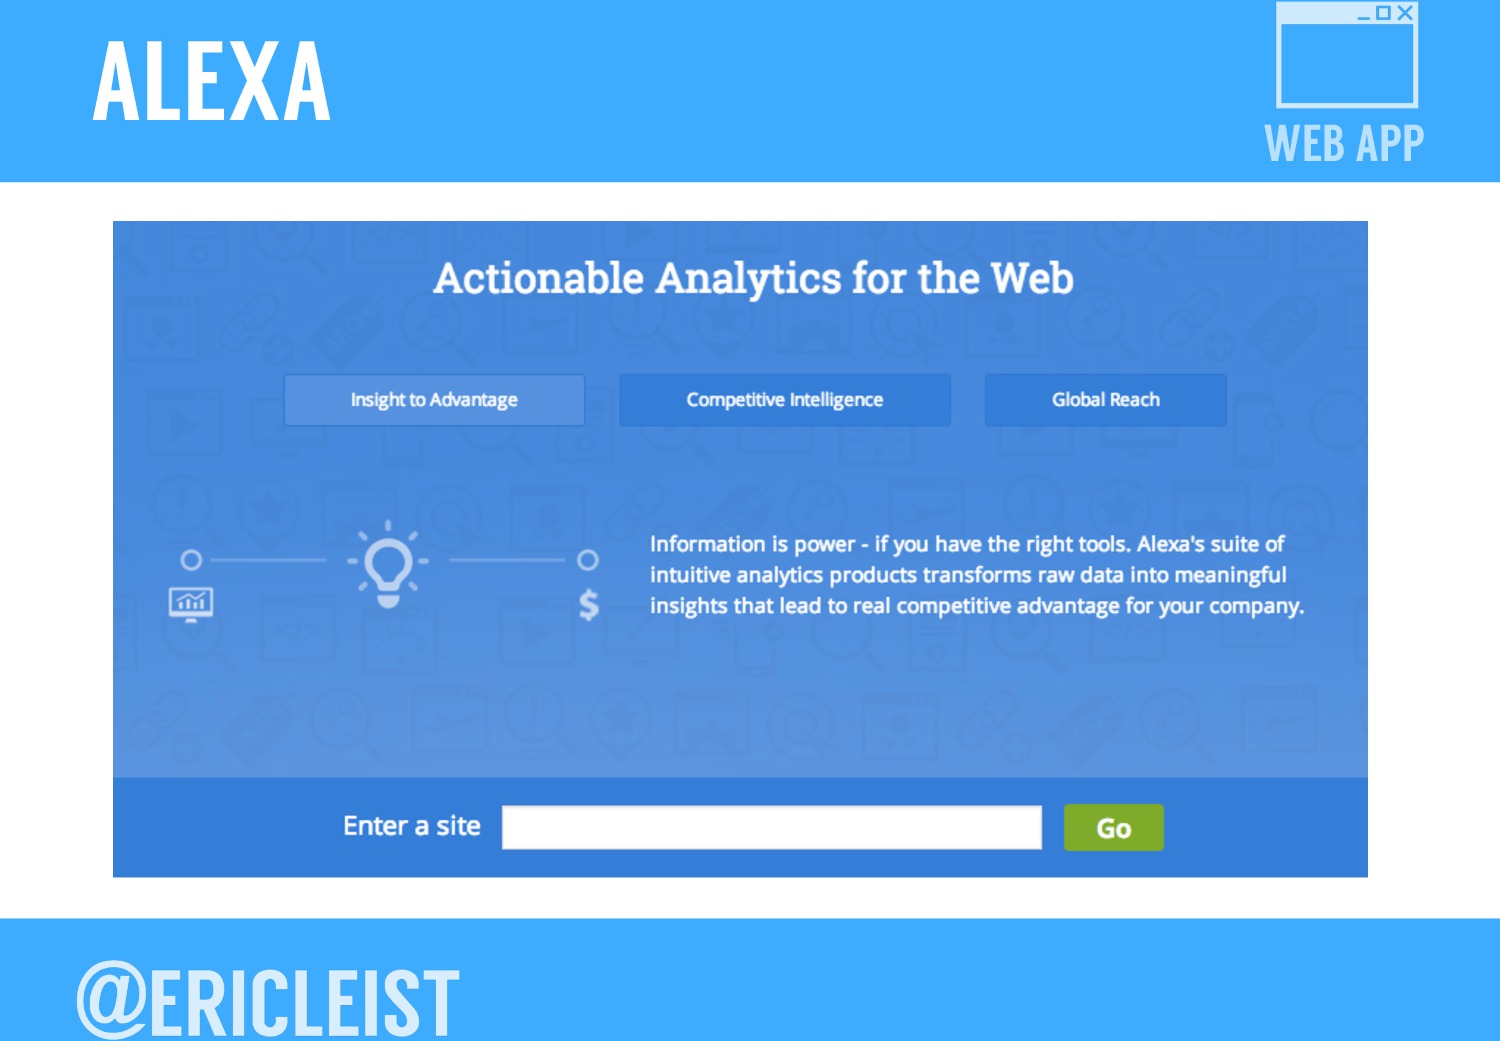 ALEXA
WEB APP
Actionable Analytics for the Web
Insight to Advantage
Competitive Intelligence
Global Reach
Information is power - if you have the right tools. Alexa's suite of
intuitive analytics products transforms raw data into meaningful
insights that lead to real competitive advantage for your company.
$
Enter a site
Go
@ERICLEIST